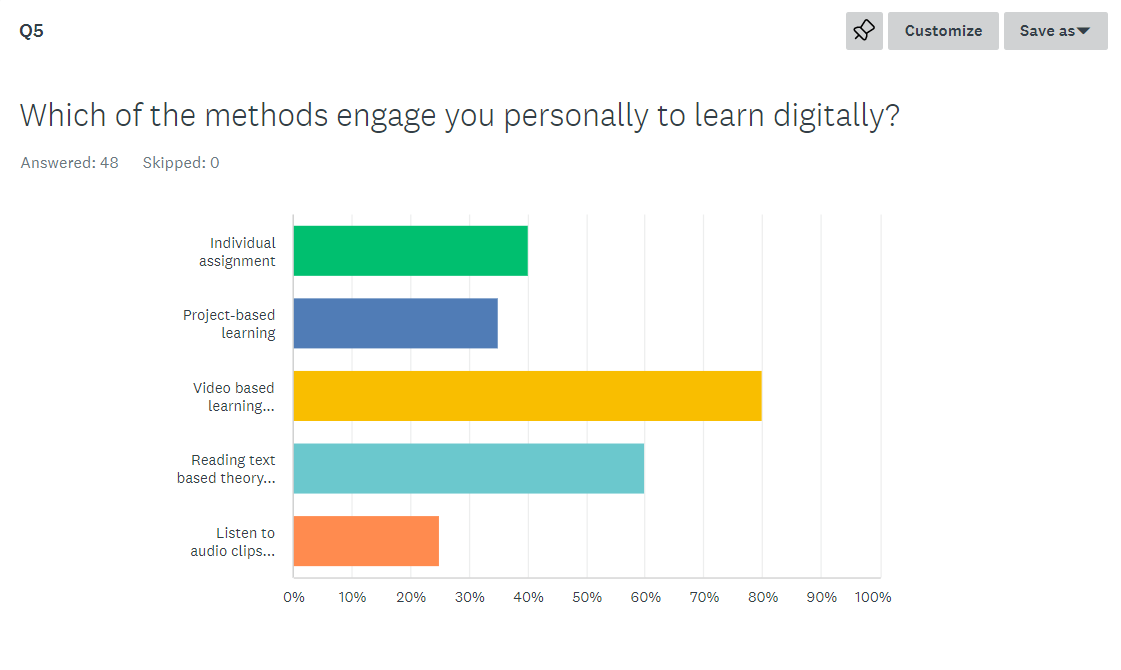 Q5
Customize
Save as
Which of the methods engage you personally to learn digitally?
Answered: 48 Skipped: 0
Individual
assignment
Project-based
learning
Video based
learning...
Reading text
based theory...
Listen to
audio clips...
0% 10% 20% 30% 40% 50% 60% 70% 80% 90% 100%